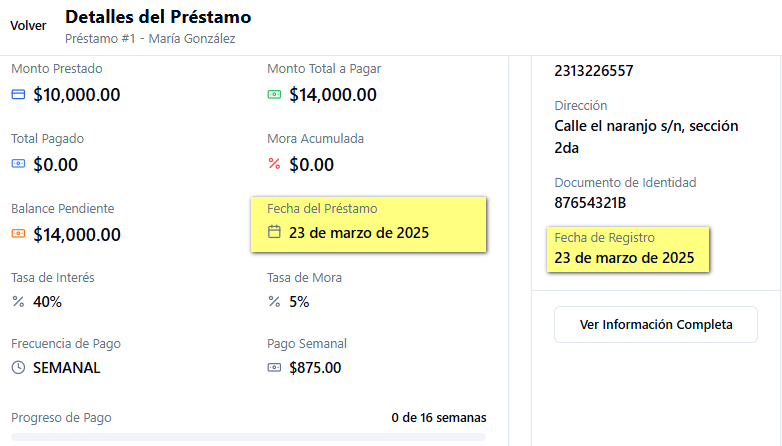 Volver
Detalles del Préstamo
Préstamo #1 - María González
Monto Prestado
$10,000.00
Monto Total a Pagar
$14,000.00
Total Pagado
$0.00
Mora Acumulada
$0.00
Balance Pendiente
$14,000.00
Fecha del Préstamo
23 de marzo de 2025
Tasa de Interés
40%
Tasa de Mora
5%
Frecuencia de Pago
SEMANAL
Pago Semanal
$875.00
Progreso de Pago
0 de 16 semanas
2313226557
Dirección
Calle el naranjo s/n, sección
2da
Documento de Identidad
87654321B
Fecha de Registro
23 de marzo de 2025
Ver Información Completa